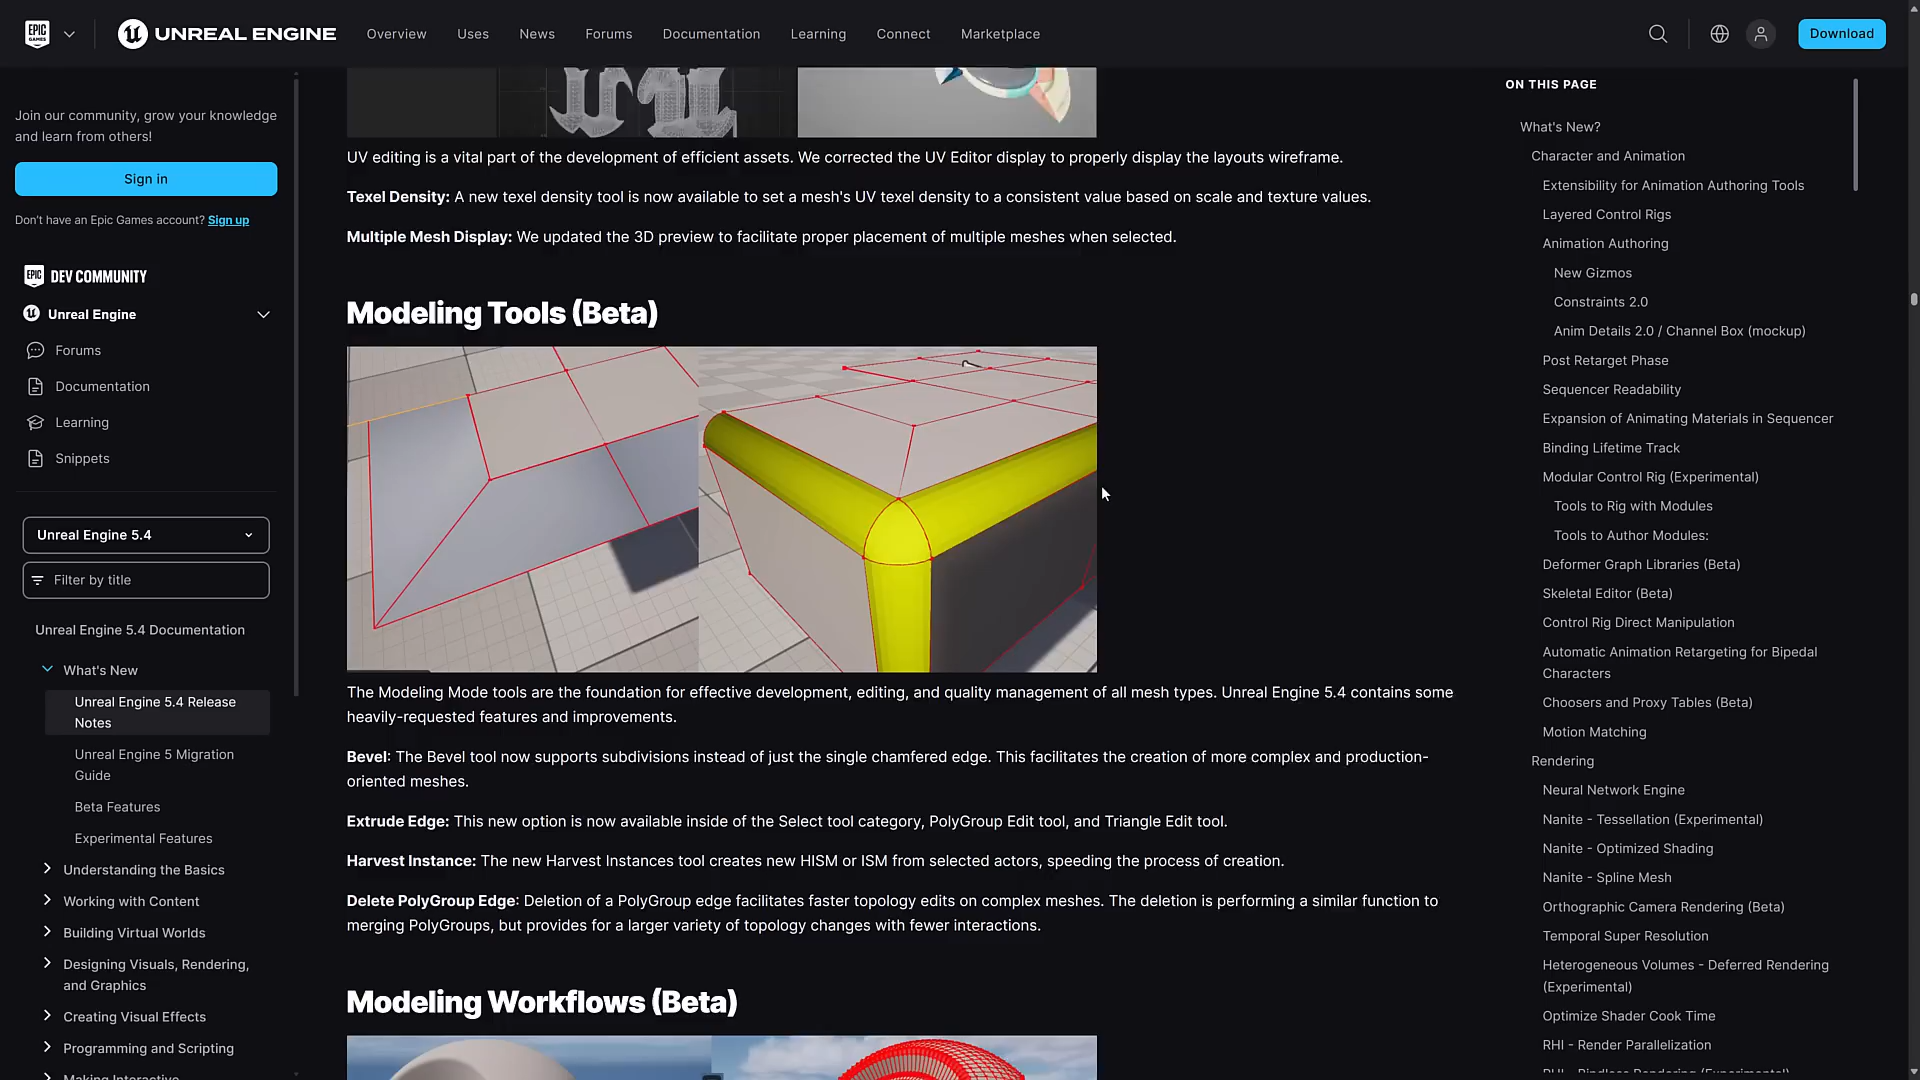 EPIC GAMES
UNREAL ENGINE
Overview
Uses
News
Forums
Documentation
Learning
Connect
Marketplace
Download
Join our community, grow your knowledge
and learn from others!
Sign in
Don't have an Epic Games account? Sign up
EPIC DEV COMMUNITY
Unreal Engine
Forums
Documentation
Learning
Snippets
Unreal Engine 5.4
Filter by title
Unreal Engine 5.4 Documentation
What's New
Unreal Engine 5.4 Release
Notes
Unreal Engine 5 Migration
Guide
Beta Features
Experimental Features
Understanding the Basics
Working with Content
Building Virtual Worlds
Designing Visuals, Rendering,
and Graphics
Creating Visual Effects
Programming and Scripting
Making Interactive
UV editing is a vital part of the development of efficient assets. We corrected the UV Editor display to properly display the layouts wireframe.
Texel Density: A new texel density tool is now available to set a mesh's UV texel density to a consistent value based on scale and texture values.
Multiple Mesh Display: We updated the 3D preview to facilitate proper placement of multiple meshes when selected.
Modeling Tools (Beta)
The Modeling Mode tools are the foundation for effective development, editing, and quality management of all mesh types. Unreal Engine 5.4 contains some
heavily-requested features and improvements.
Bevel: The Bevel tool now supports subdivisions instead of just the single chamfered edge. This facilitates the creation of more complex and production-
oriented meshes.
Extrude Edge: This new option is now available inside of the Select tool category, PolyGroup Edit tool, and Triangle Edit tool.
Harvest Instance: The new Harvest Instances tool creates new HISM or ISM from selected actors, speeding the process of creation.
Delete PolyGroup Edge: Deletion of a PolyGroup edge facilitates faster topology edits on complex meshes. The deletion is performing a similar function to
merging PolyGroups, but provides for a larger variety of topology changes with fewer interactions.
Modeling Workflows (Beta)
ON THIS PAGE
What's New?
Character and Animation
Extensibility for Animation Authoring Tools
Layered Control Rigs
Animation Authoring
New Gizmos
Constraints 2.0
Anim Details 2.0 / Channel Box (mockup)
Post Retarget Phase
Sequencer Readability
Expansion of Animating Materials in Sequencer
Binding Lifetime Track
Modular Control Rig (Experimental)
Tools to Rig with Modules
Tools to Author Modules:
Deformer Graph Libraries (Beta)
Skeletal Editor (Beta)
Control Rig Direct Manipulation
Automatic Animation Retargeting for Bipedal
Characters
Choosers and Proxy Tables (Beta)
Motion Matching
Rendering
Neural Network Engine
Nanite - Tessellation (Experimental)
Nanite - Optimized Shading
Nanite - Spline Mesh
Orthographic Camera Rendering (Beta)
Temporal Super Resolution
Heterogeneous Volumes - Deferred Rendering
(Experimental)
Optimize Shader Cook Time
RHI - Render Parallelization
RHI - Bindless Rendering (Experimental)